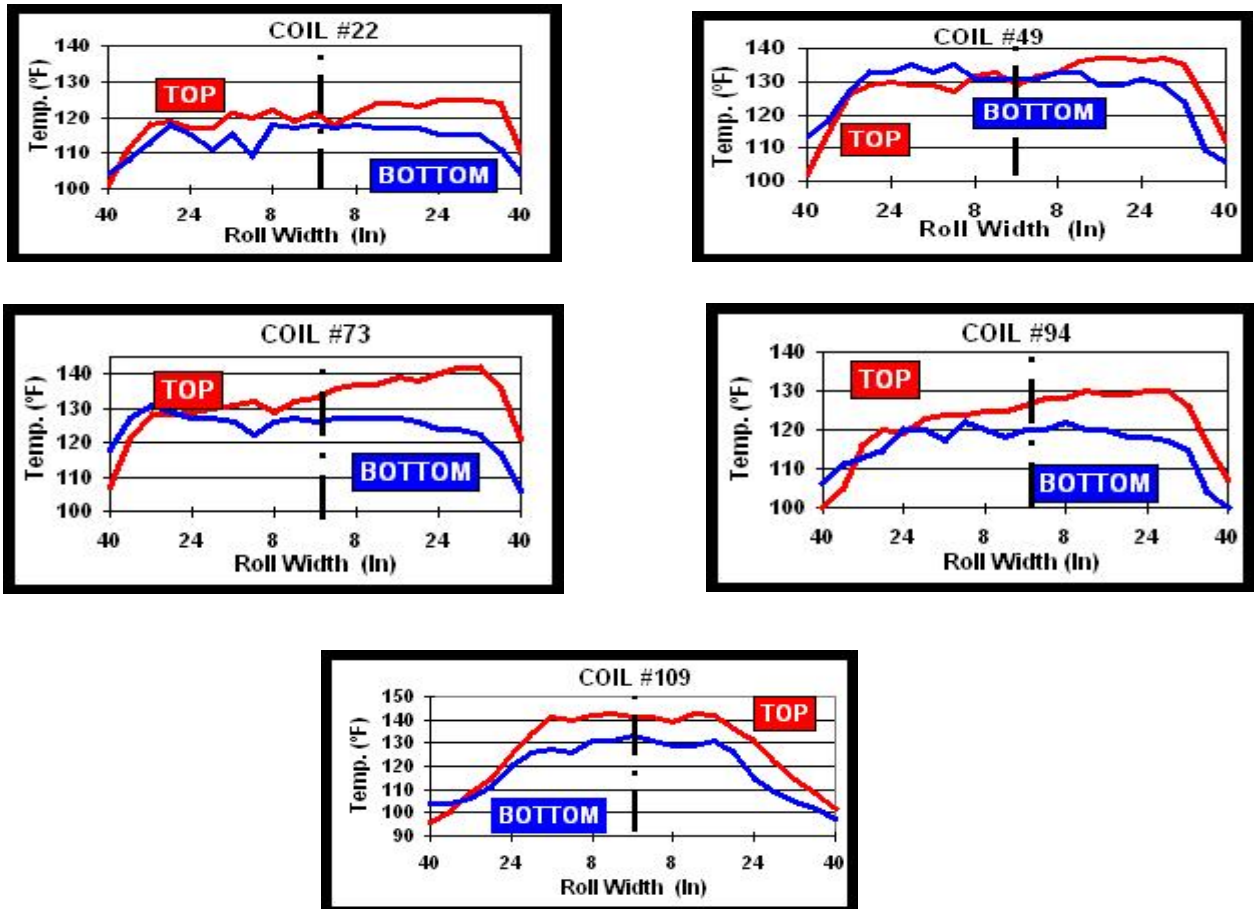 COIL #22
140
130
120
110
100
Temp. (°F)
TOP
BOTTOM
40 24 8 8 24 40
Roll Width (In)
COIL #49
140
130
120
110
100
Temp. (°F)
TOP
BOTTOM
40 24 8 8 24 40
Roll Width (In)
COIL #73
140
130
120
110
100
Temp. (°F)
TOP
BOTTOM
40 24 8 8 24 40
Roll Width (In)
COIL #94
140
130
120
110
100
Temp. (°F)
TOP
BOTTOM
40 24 8 8 24 40
Roll Width (In)
COIL #109
150
140
130
120
110
100
90
Temp. (°F)
TOP
BOTTOM
40 24 8 8 24 40
Roll Width (In)